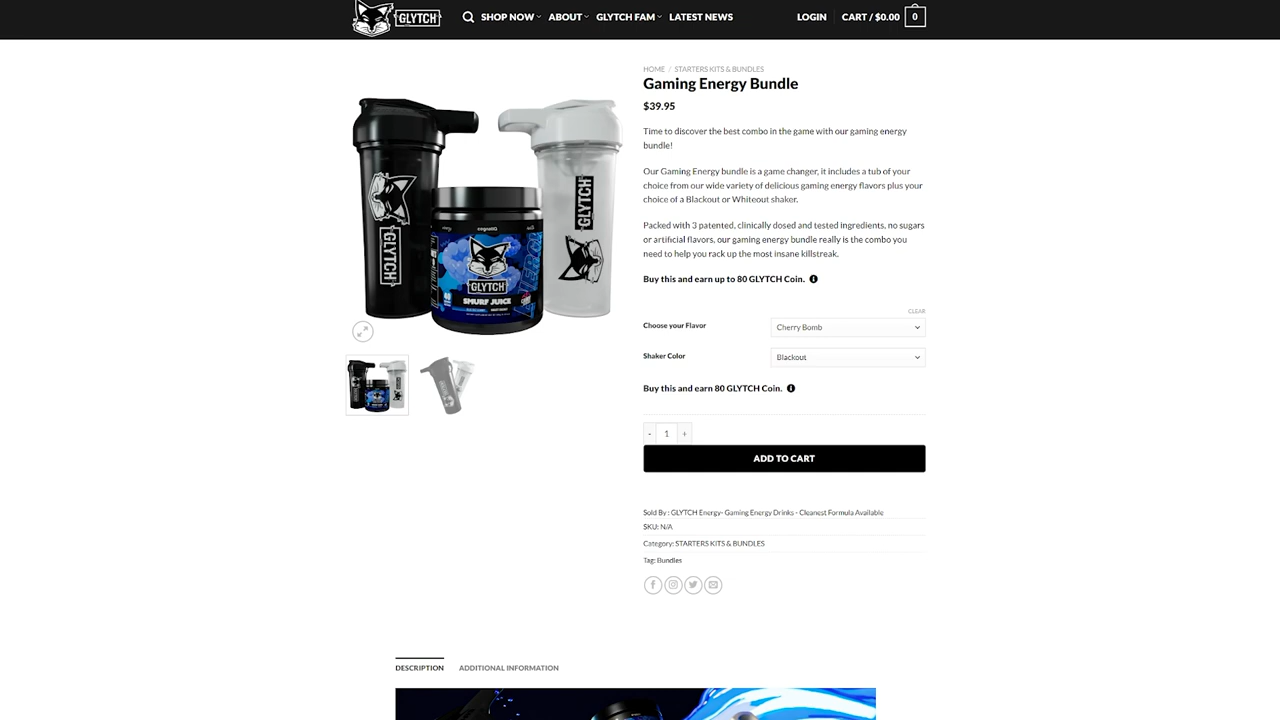 GLYTCH
SHOP NOW
ABOUT
GLYTCH FAM
LATEST NEWS
LOGIN
CART / $0.00
0
HOME / STARTERS KITS & BUNDLES
Gaming Energy Bundle
$39.95
Time to discover the best combo in the game with our gaming energy
bundle!
Our Gaming Energy bundle is a game changer, it includes a tub of your
choice from our wide variety of delicious gaming energy flavors plus your
choice of a Blackout or Whiteout shaker.
Packed with 3 patented, clinically dosed and tested ingredients, no sugars
or artificial flavors, our gaming energy bundle really is the combo you
need to help you rack up the most insane killstreak.
Buy this and earn up to 80 GLYTCH Coin.
CLEAR
Choose your Flavor
Cherry Bomb
Shaker Color
Blackout
Buy this and earn 80 GLYTCH Coin.
- 1 +
ADD TO CART
Sold By : GLYTCH Energy- Gaming Energy Drinks - Cleanest Formula Available
SKU: N/A
Category: STARTERS KITS & BUNDLES
Tag: Bundles
GLYTCH
GLYTCH
GLYTCH
SMURF JUICE
DESCRIPTION
ADDITIONAL INFORMATION